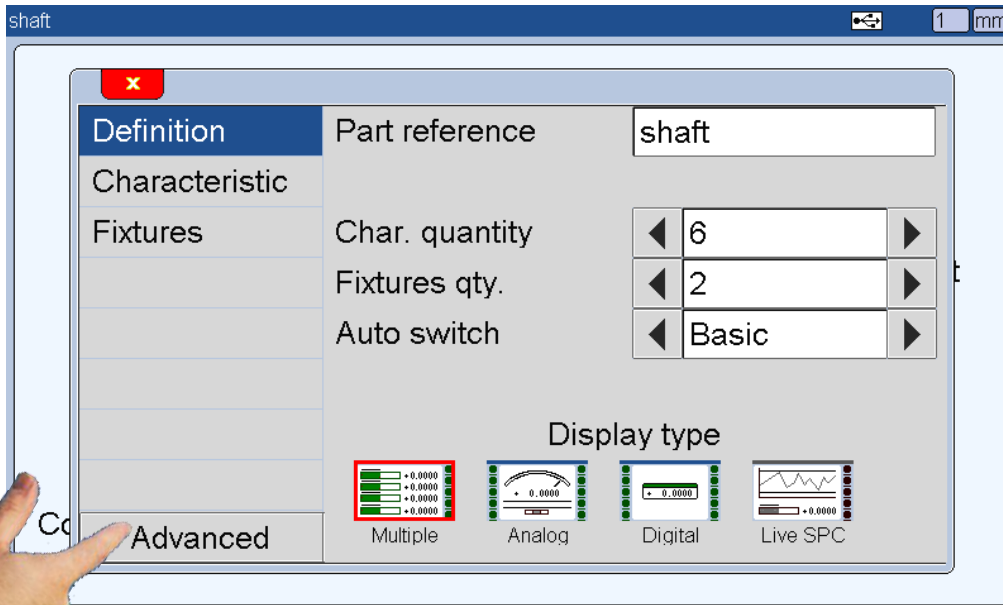 shaft
1 mm
x
Definition
Part reference
shaft
Characteristic
Fixtures
Char. quantity
6
Fixtures qty.
2
Auto switch
Basic
Display type
+0.0000
+0.0000
+0.0000
+0.0000
+ 0.0000
+ 0.0000
+0.0000
Multiple
Analog
Digital
Live SPC
Advanced